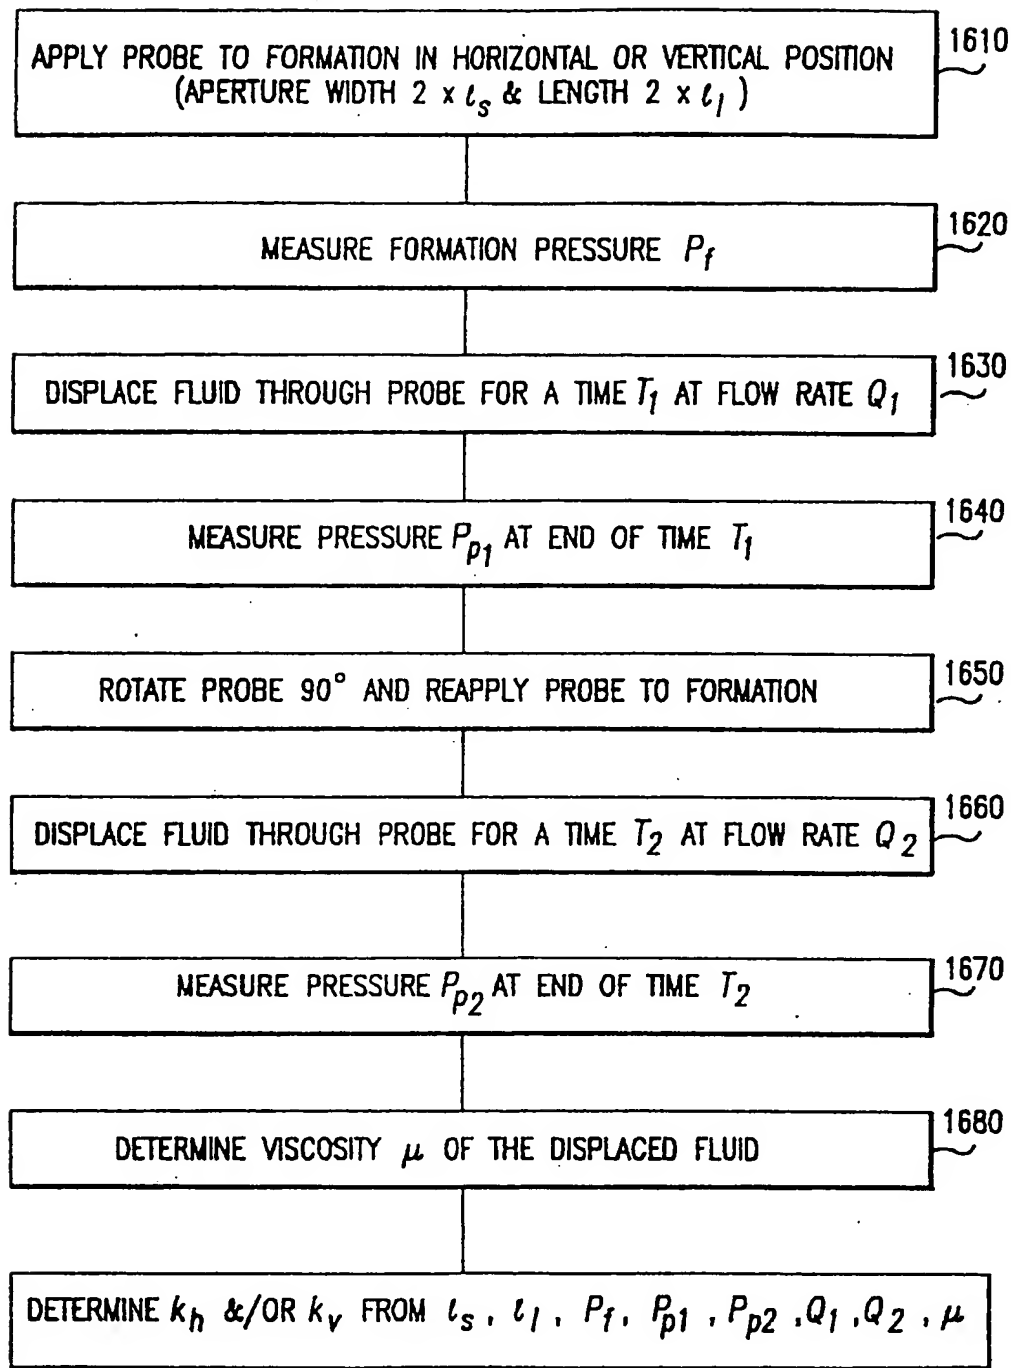 APPLY PROBE TO FORMATION IN HORIZONTAL OR VERTICAL POSITION
(APERTURE WIDTH 2 x ℓs & LENGTH 2 x ℓl)
1610
MEASURE FORMATION PRESSURE Pf
1620
DISPLACE FLUID THROUGH PROBE FOR A TIME T1 AT FLOW RATE Q1
1630
MEASURE PRESSURE Pp1 AT END OF TIME T1
1640
ROTATE PROBE 90° AND REAPPLY PROBE TO FORMATION
1650
DISPLACE FLUID THROUGH PROBE FOR A TIME T2 AT FLOW RATE Q2
1660
MEASURE PRESSURE Pp2 AT END OF TIME T2
1670
DETERMINE VISCOSITY μ OF THE DISPLACED FLUID
1680
DETERMINE kh &/OR kv FROM ℓs, ℓl, Pf, Pp1, Pp2, Q1, Q2, μ